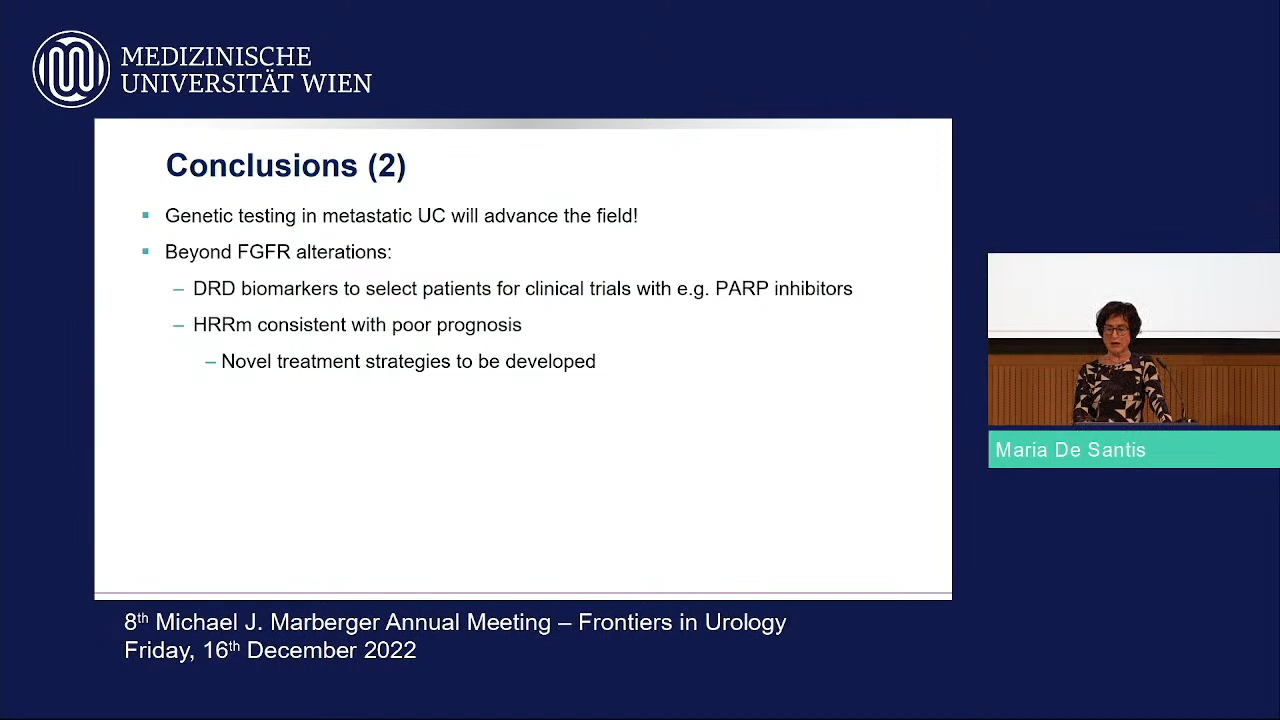 MEDIZINISCHE
UNIVERSITÄT WIEN
Conclusions (2)
▪ Genetic testing in metastatic UC will advance the field!
▪ Beyond FGFR alterations:
– DRD biomarkers to select patients for clinical trials with e.g. PARP inhibitors
– HRRm consistent with poor prognosis
– Novel treatment strategies to be developed
Maria De Santis
8th Michael J. Marberger Annual Meeting – Frontiers in Urology
Friday, 16th December 2022